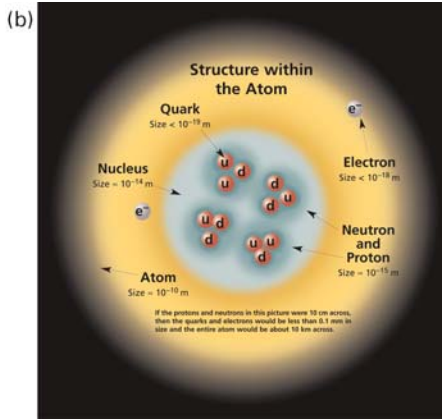 (b)
Structure within
the Atom
Quark
Size < 10⁻¹⁹ m
e⁻
Nucleus
Size ≈ 10⁻¹⁴ m
u
d
u
d
u
d
e⁻
Electron
Size < 10⁻¹⁸ m
u d
d
u u
d
Neutron
and
Proton
Size ≈ 10⁻¹⁵ m
Atom
Size ≈ 10⁻¹⁰ m
If the protons and neutrons in this picture were 10 cm across,
then the quarks and electrons would be less than 0.1 mm in
size and the entire atom would be about 10 km across.